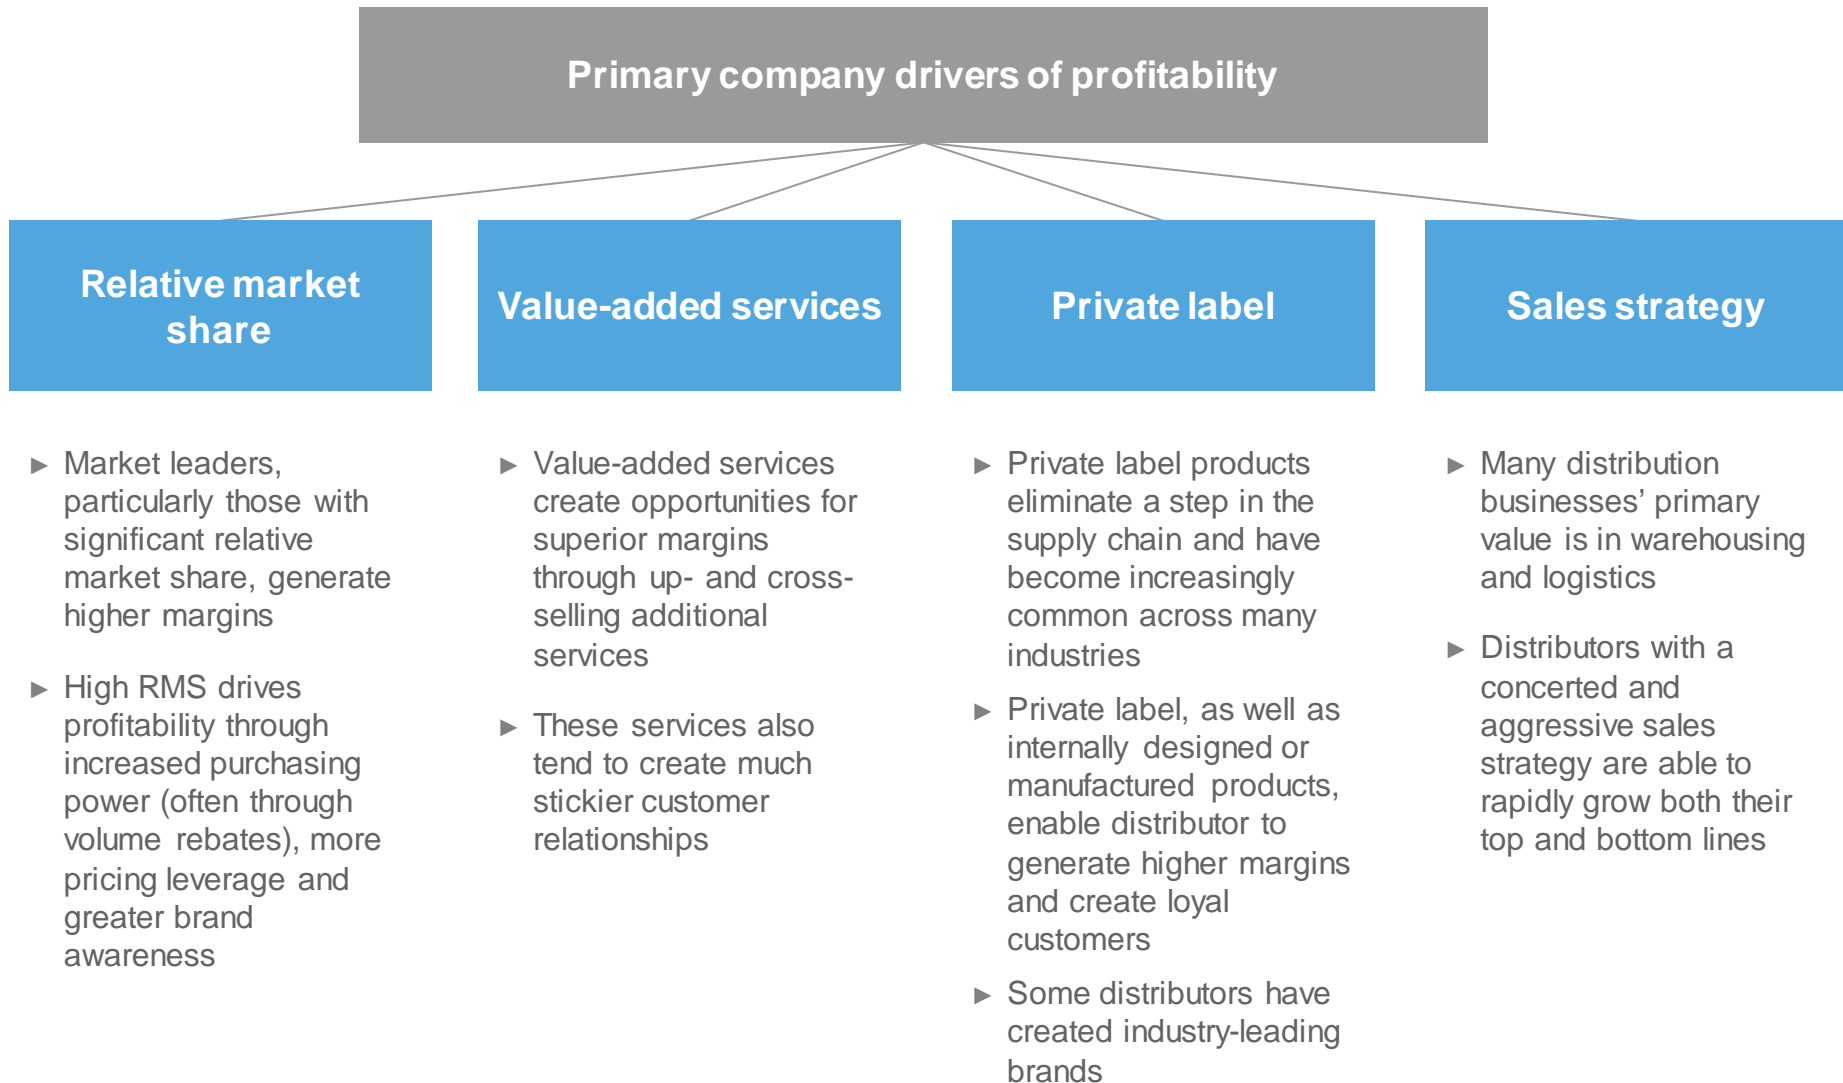 Primary company drivers of profitability
Relative market
share
► Market leaders,
particularly those with
significant relative
market share, generate
higher margins
► High RMS drives
profitability through
increased purchasing
power (often through
volume rebates), more
pricing leverage and
greater brand
awareness
Value-added services
► Value-added services
create opportunities for
superior margins
through up- and cross-
selling additional
services
► These services also
tend to create much
stickier customer
relationships
Private label
► Private label products
eliminate a step in the
supply chain and have
become increasingly
common across many
industries
► Private label, as well as
internally designed or
manufactured products,
enable distributor to
generate higher margins
and create loyal
customers
► Some distributors have
created industry-leading
brands
Sales strategy
► Many distribution
businesses’ primary
value is in warehousing
and logistics
► Distributors with a
concerted and
aggressive sales
strategy are able to
rapidly grow both their
top and bottom lines